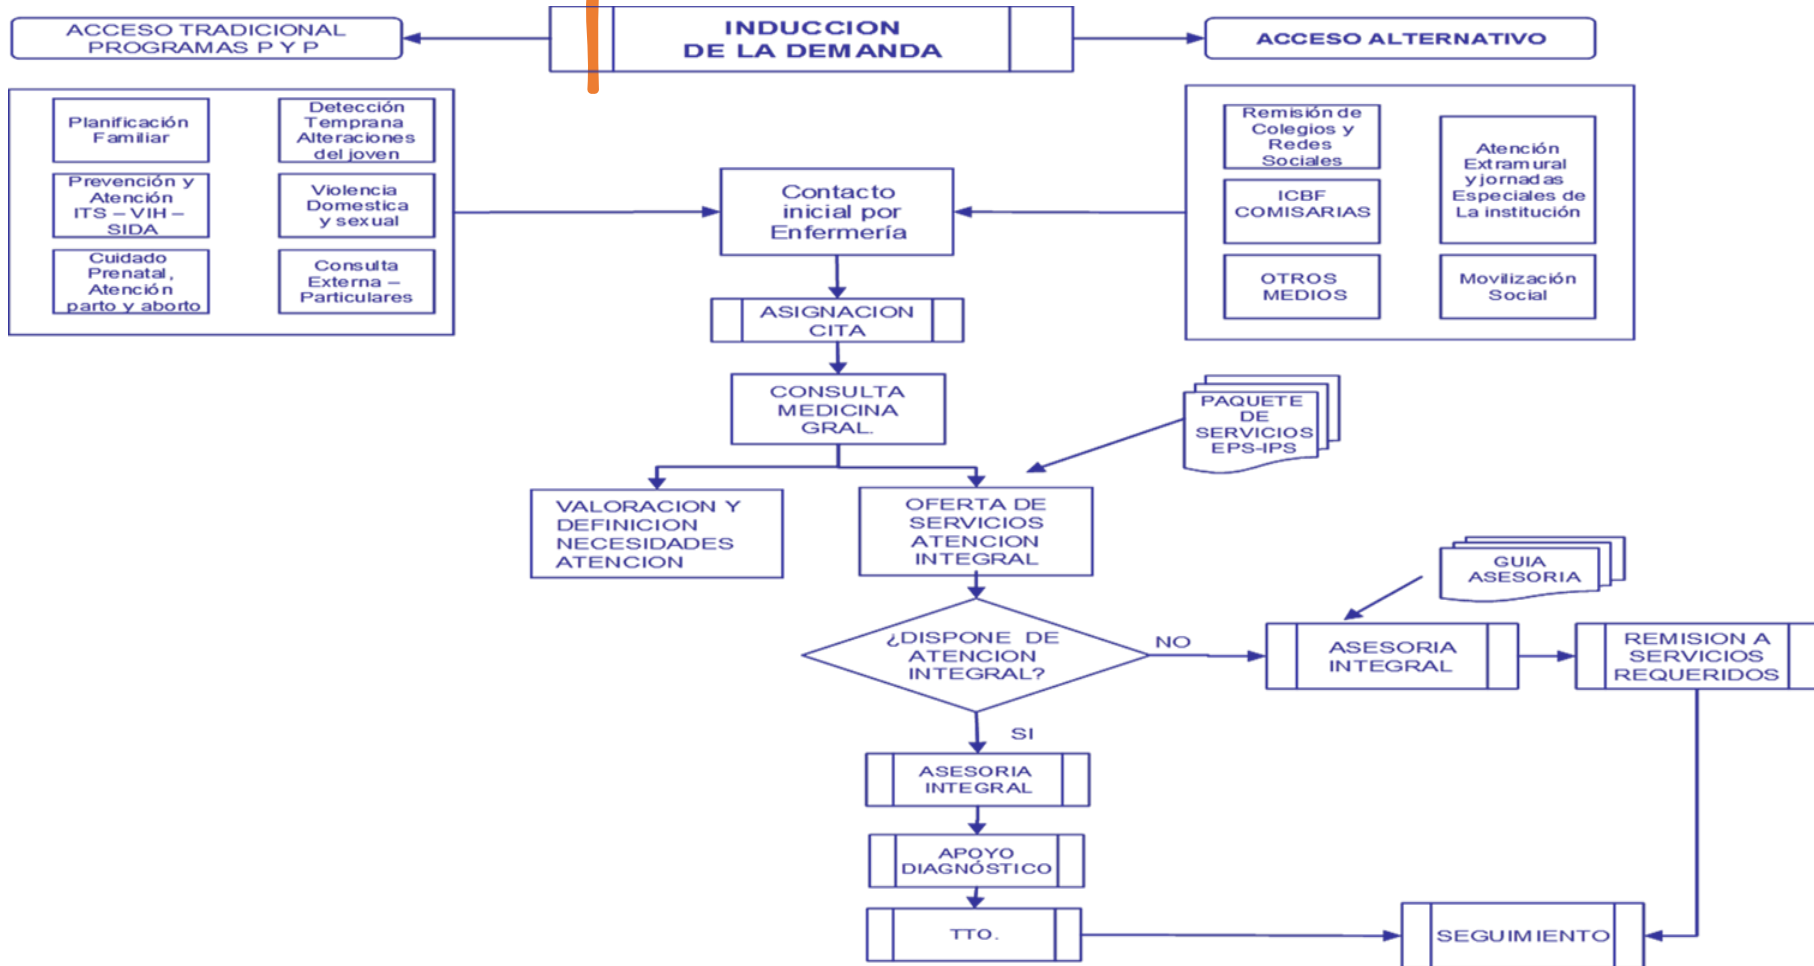 ACCESO TRADICIONAL
PROGRAMAS P Y P
INDUCCION
DE LA DEMANDA
ACCESO ALTERNATIVO
Planificación
Familiar
Detección
Temprana
Alteraciones
del joven
Prevención y
Atención
ITS – VIH –
SIDA
Violencia
Domestica
y sexual
Cuidado
Prenatal,
Atención
parto y aborto
Consulta
Externa –
Particulares
Contacto
inicial por
Enfermería
Remisión de
Colegios y
Redes
Sociales
Atención
Extramural
y jornadas
Especiales de
La institución
ICBF
COMISARIAS
OTROS
MEDIOS
Movilización
Social
ASIGNACION
CITA
CONSULTA
MEDICINA
GRAL.
PAQUETE
DE
SERVICIOS
EPS-IPS
VALORACION Y
DEFINICION
NECESIDADES
ATENCION
OFERTA DE
SERVICIOS
ATENCION
INTEGRAL
GUIA
ASESORIA
¿DISPONE DE
ATENCION
INTEGRAL?
NO
ASESORIA
INTEGRAL
REMISION A
SERVICIOS
REQUERIDOS
SI
ASESORIA
INTEGRAL
APOYO
DIAGNÓSTICO
TTO.
SEGUIMIENTO